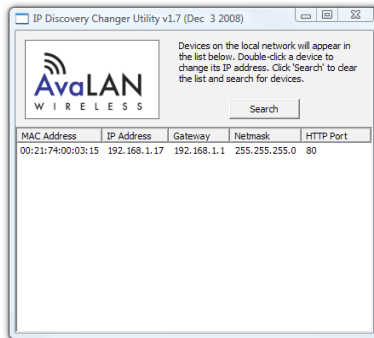 IP Discovery Changer Utility v1.7 (Dec 3 2008)
AvaLAN
WIRELESS
Devices on the local network will appear in
the list below. Double-click a device to
change its IP address. Click 'Search' to clear
the list and search for devices.
Search
MAC Address IP Address Gateway Netmask HTTP Port
00:21:74:00:03:15 192.168.1.17 192.168.1.1 255.255.255.0 80